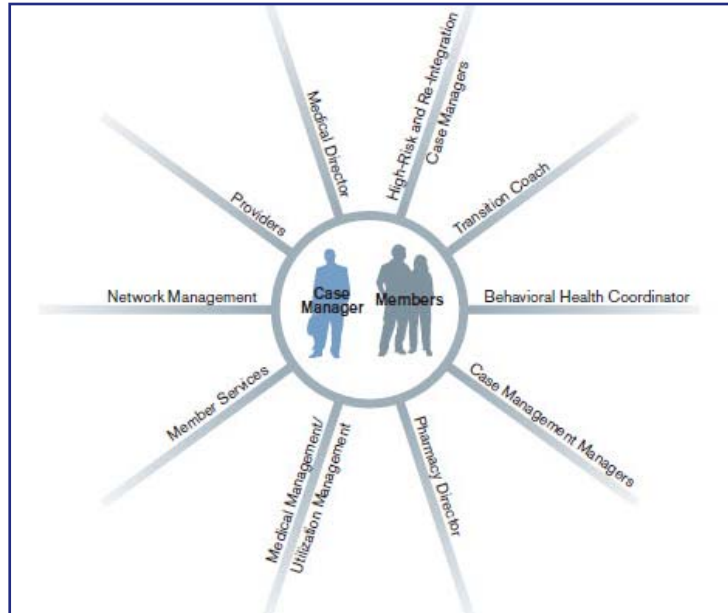 Medical Director
High-Risk and Re-Integration
Case Managers
Providers
Transition Coach
Network Management
Case
Manager
Members
Behavioral Health Coordinator
Member Services
Case Management Managers
Medical Management/
Utilization Management
Pharmacy Director